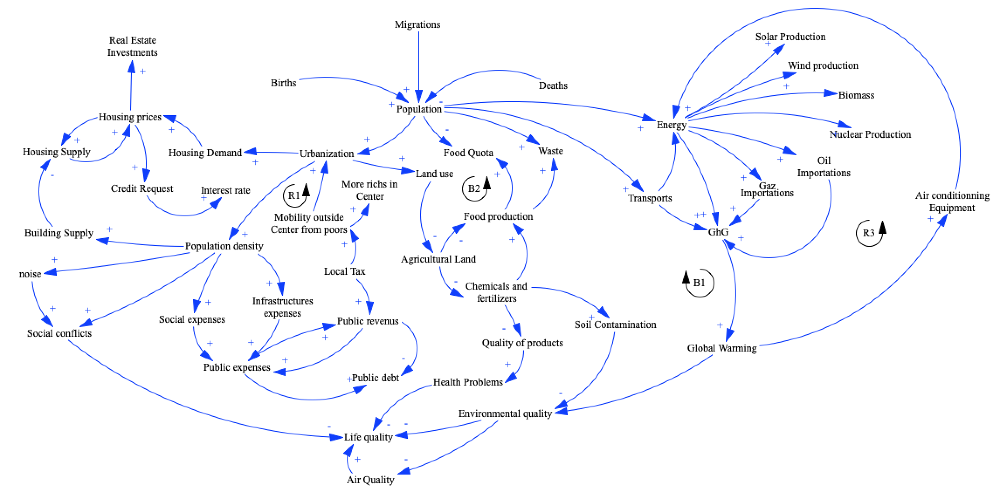 Migrations
Real Estate
Investments
Solar Production
Wind production
Births
Deaths
Biomass
Population
Housing prices
Energy
Nuclear Production
Housing Supply
Housing Demand
Urbanization
Food Quota
Waste
Oil
Importations
Land use
More richs in
Center
Credit Request
Interest rate
R1
B2
Gaz
Importations
Transports
Air conditionning
Equipment
Mobility outside
Center from poors
Food production
Building Supply
GhG
R3
Population density
Agricultural Land
noise
Local Tax
B1
Chemicals and
fertilizers
Infrastructures
expenses
Social expenses
Public revenus
Soil Contamination
Social conflicts
Quality of products
Global Warming
Public expenses
Public debt
Health Problems
Environmental quality
Life quality
Air Quality